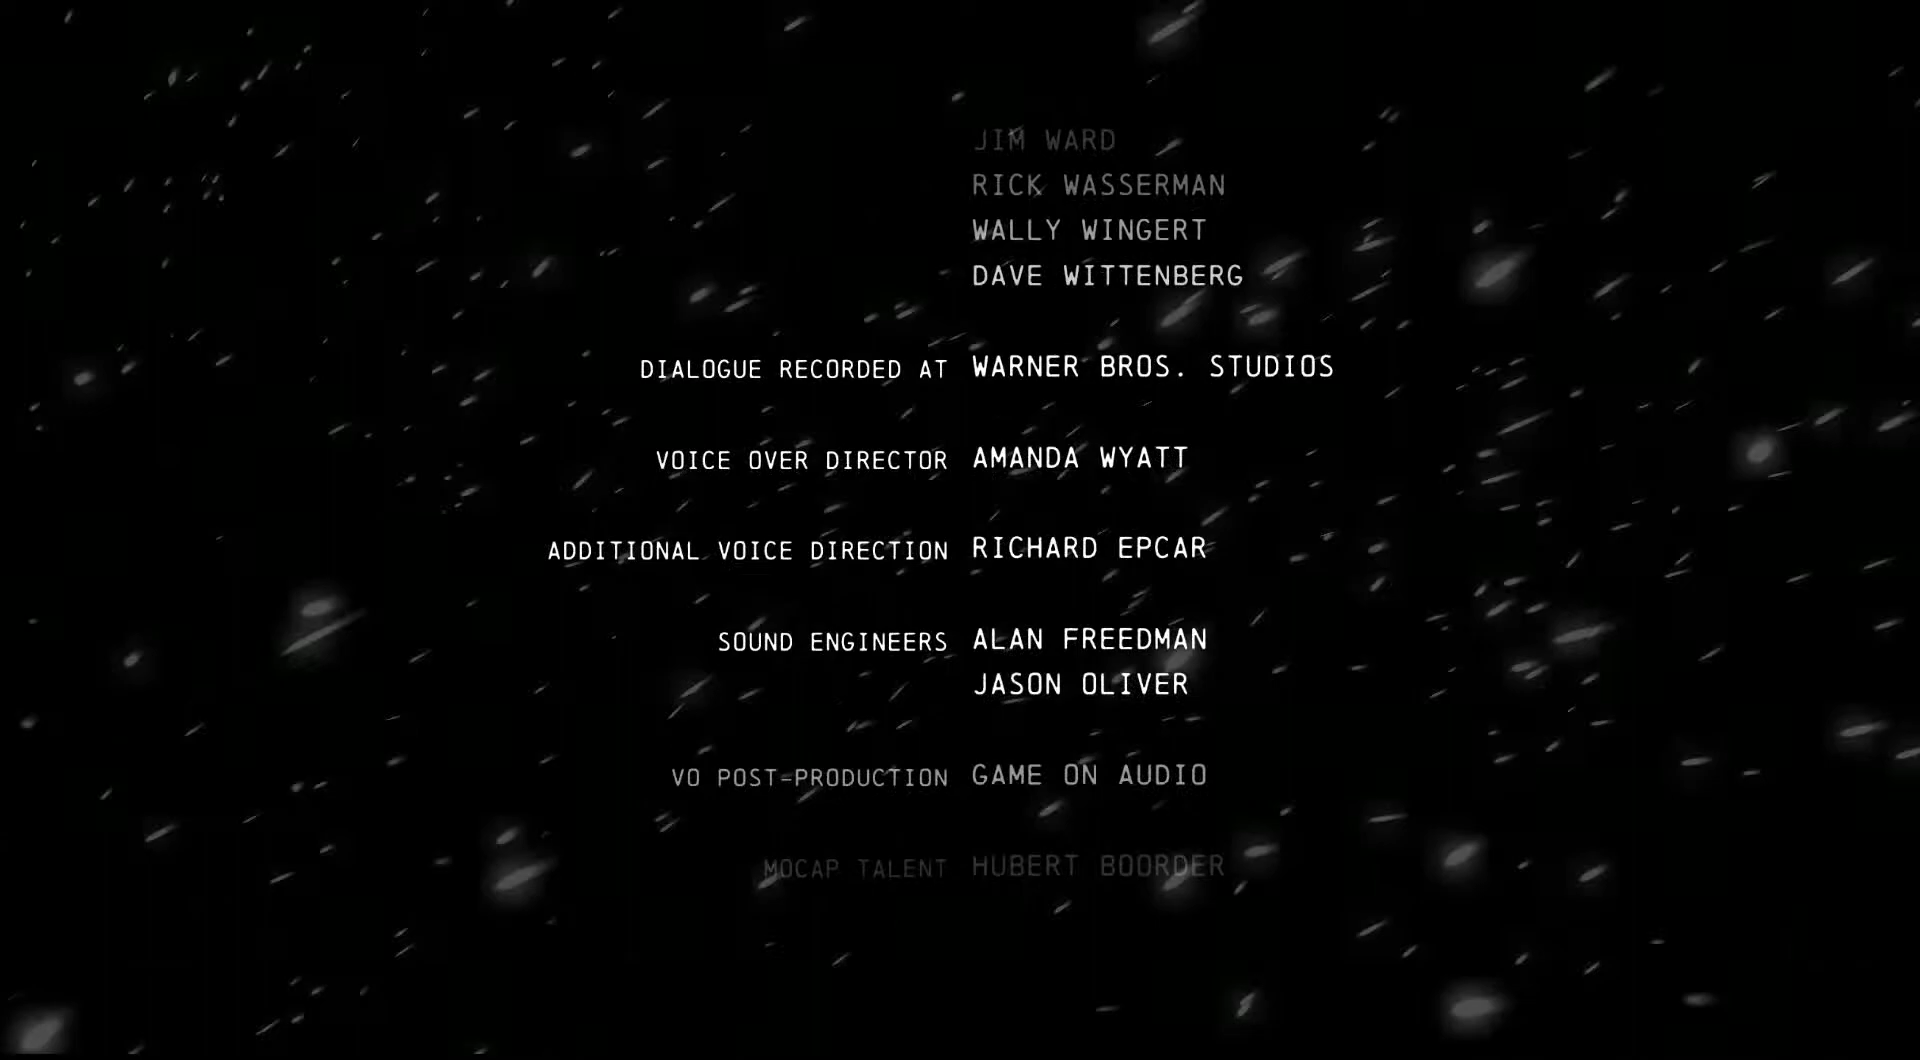 JIM WARD
RICK WASSERMAN
WALLY WINGERT
DAVE WITTENBERG
DIALOGUE RECORDED AT WARNER BROS. STUDIOS
VOICE OVER DIRECTOR AMANDA WYATT
ADDITIONAL VOICE DIRECTION RICHARD EPCAR
SOUND ENGINEERS ALAN FREEDMAN
JASON OLIVER
VO POST-PRODUCTION GAME ON AUDIO
MOCAP TALENT HUBERT BOORDER